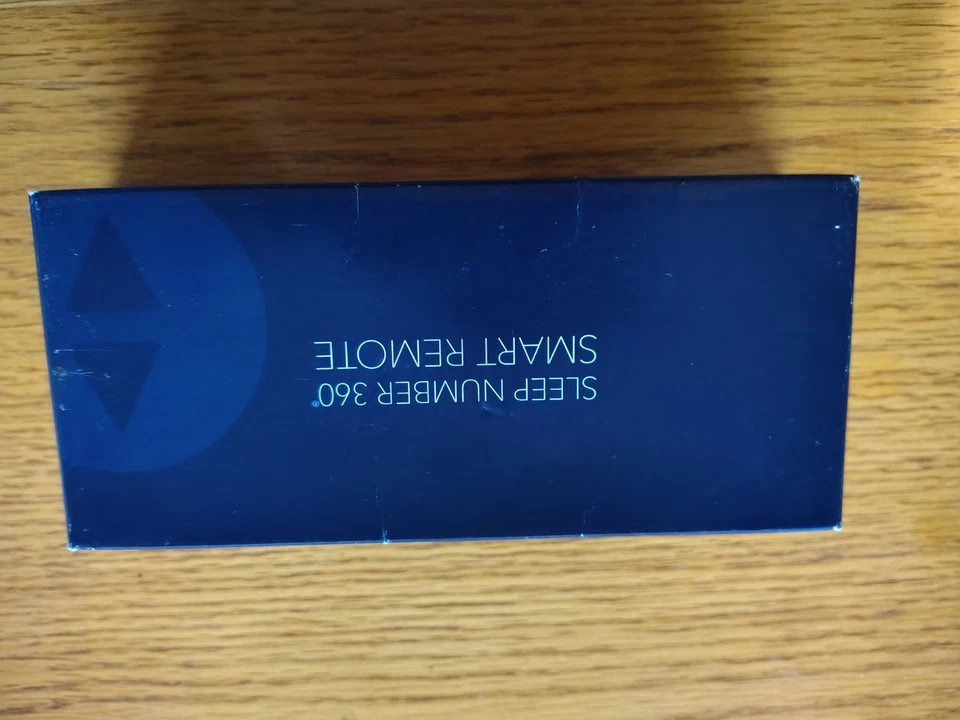 SLEEP NUMBER 360®
SMART REMOTE